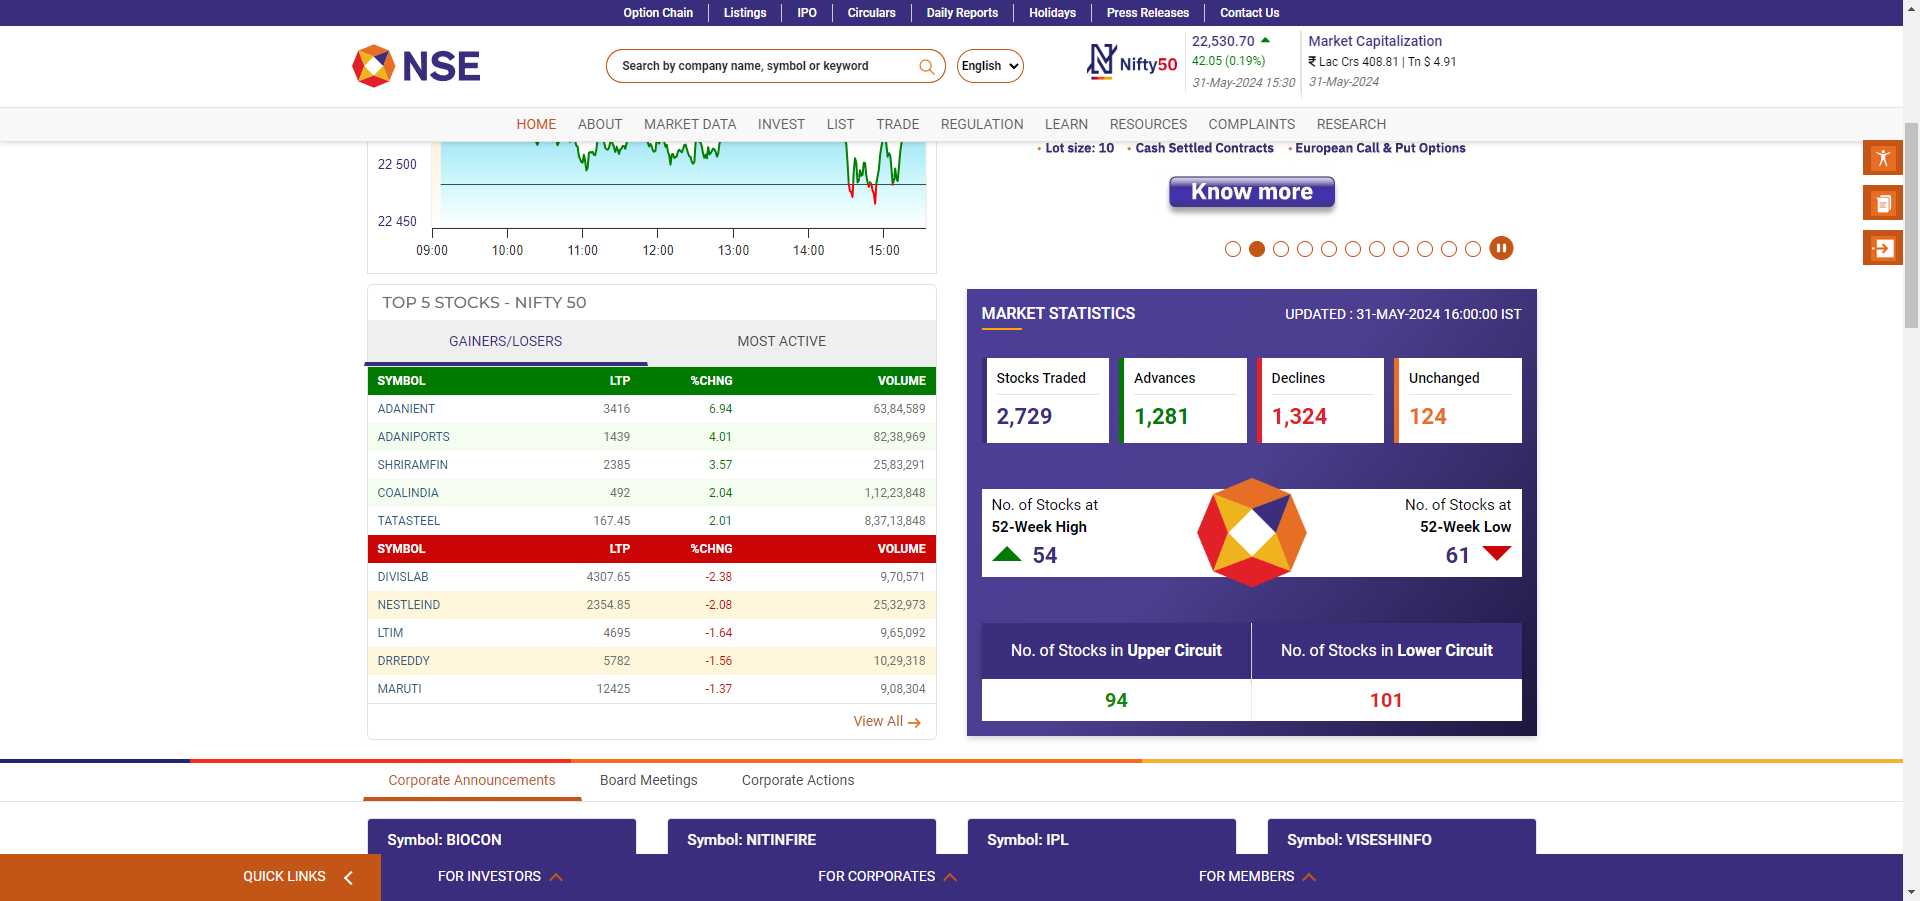 Option Chain
Listings
IPO
Circulars
Daily Reports
Holidays
Press Releases
Contact Us
NSE
Search by company name, symbol or keyword
English
Nifty50
22,530.70
42.05 (0.19%)
31-May-2024 15:30
Market Capitalization
₹ Lac Crs 408.81 | Tn $ 4.91
31-May-2024
HOME ABOUT MARKET DATA INVEST LIST TRADE REGULATION LEARN RESOURCES COMPLAINTS RESEARCH
22 500
22 450
09:00 10:00 11:00 12:00 13:00 14:00 15:00
• Lot size: 10 • Cash Settled Contracts • European Call & Put Options
Know more
TOP 5 STOCKS - NIFTY 50
GAINERS/LOSERS MOST ACTIVE
SYMBOL LTP %CHNG VOLUME
ADANIENT 3416 6.94 63,84,589
ADANIPORTS 1439 4.01 82,38,969
SHRIRAMFIN 2385 3.57 25,83,291
COALINDIA 492 2.04 1,12,23,848
TATASTEEL 167.45 2.01 8,37,13,848
SYMBOL LTP %CHNG VOLUME
DIVISLAB 4307.65 -2.38 9,70,571
NESTLEIND 2354.85 -2.08 25,32,973
LTIM 4695 -1.64 9,65,092
DRREDDY 5782 -1.56 10,29,318
MARUTI 12425 -1.37 9,08,304
View All
MARKET STATISTICS
UPDATED : 31-MAY-2024 16:00:00 IST
Stocks Traded
2,729
Advances
1,281
Declines
1,324
Unchanged
124
No. of Stocks at
52-Week High
54
No. of Stocks at
52-Week Low
61
No. of Stocks in Upper Circuit
94
No. of Stocks in Lower Circuit
101
Corporate Announcements Board Meetings Corporate Actions
Symbol: BIOCON
Symbol: NITINFIRE
Symbol: IPL
Symbol: VISESHINFO
QUICK LINKS
FOR INVESTORS
FOR CORPORATES
FOR MEMBERS